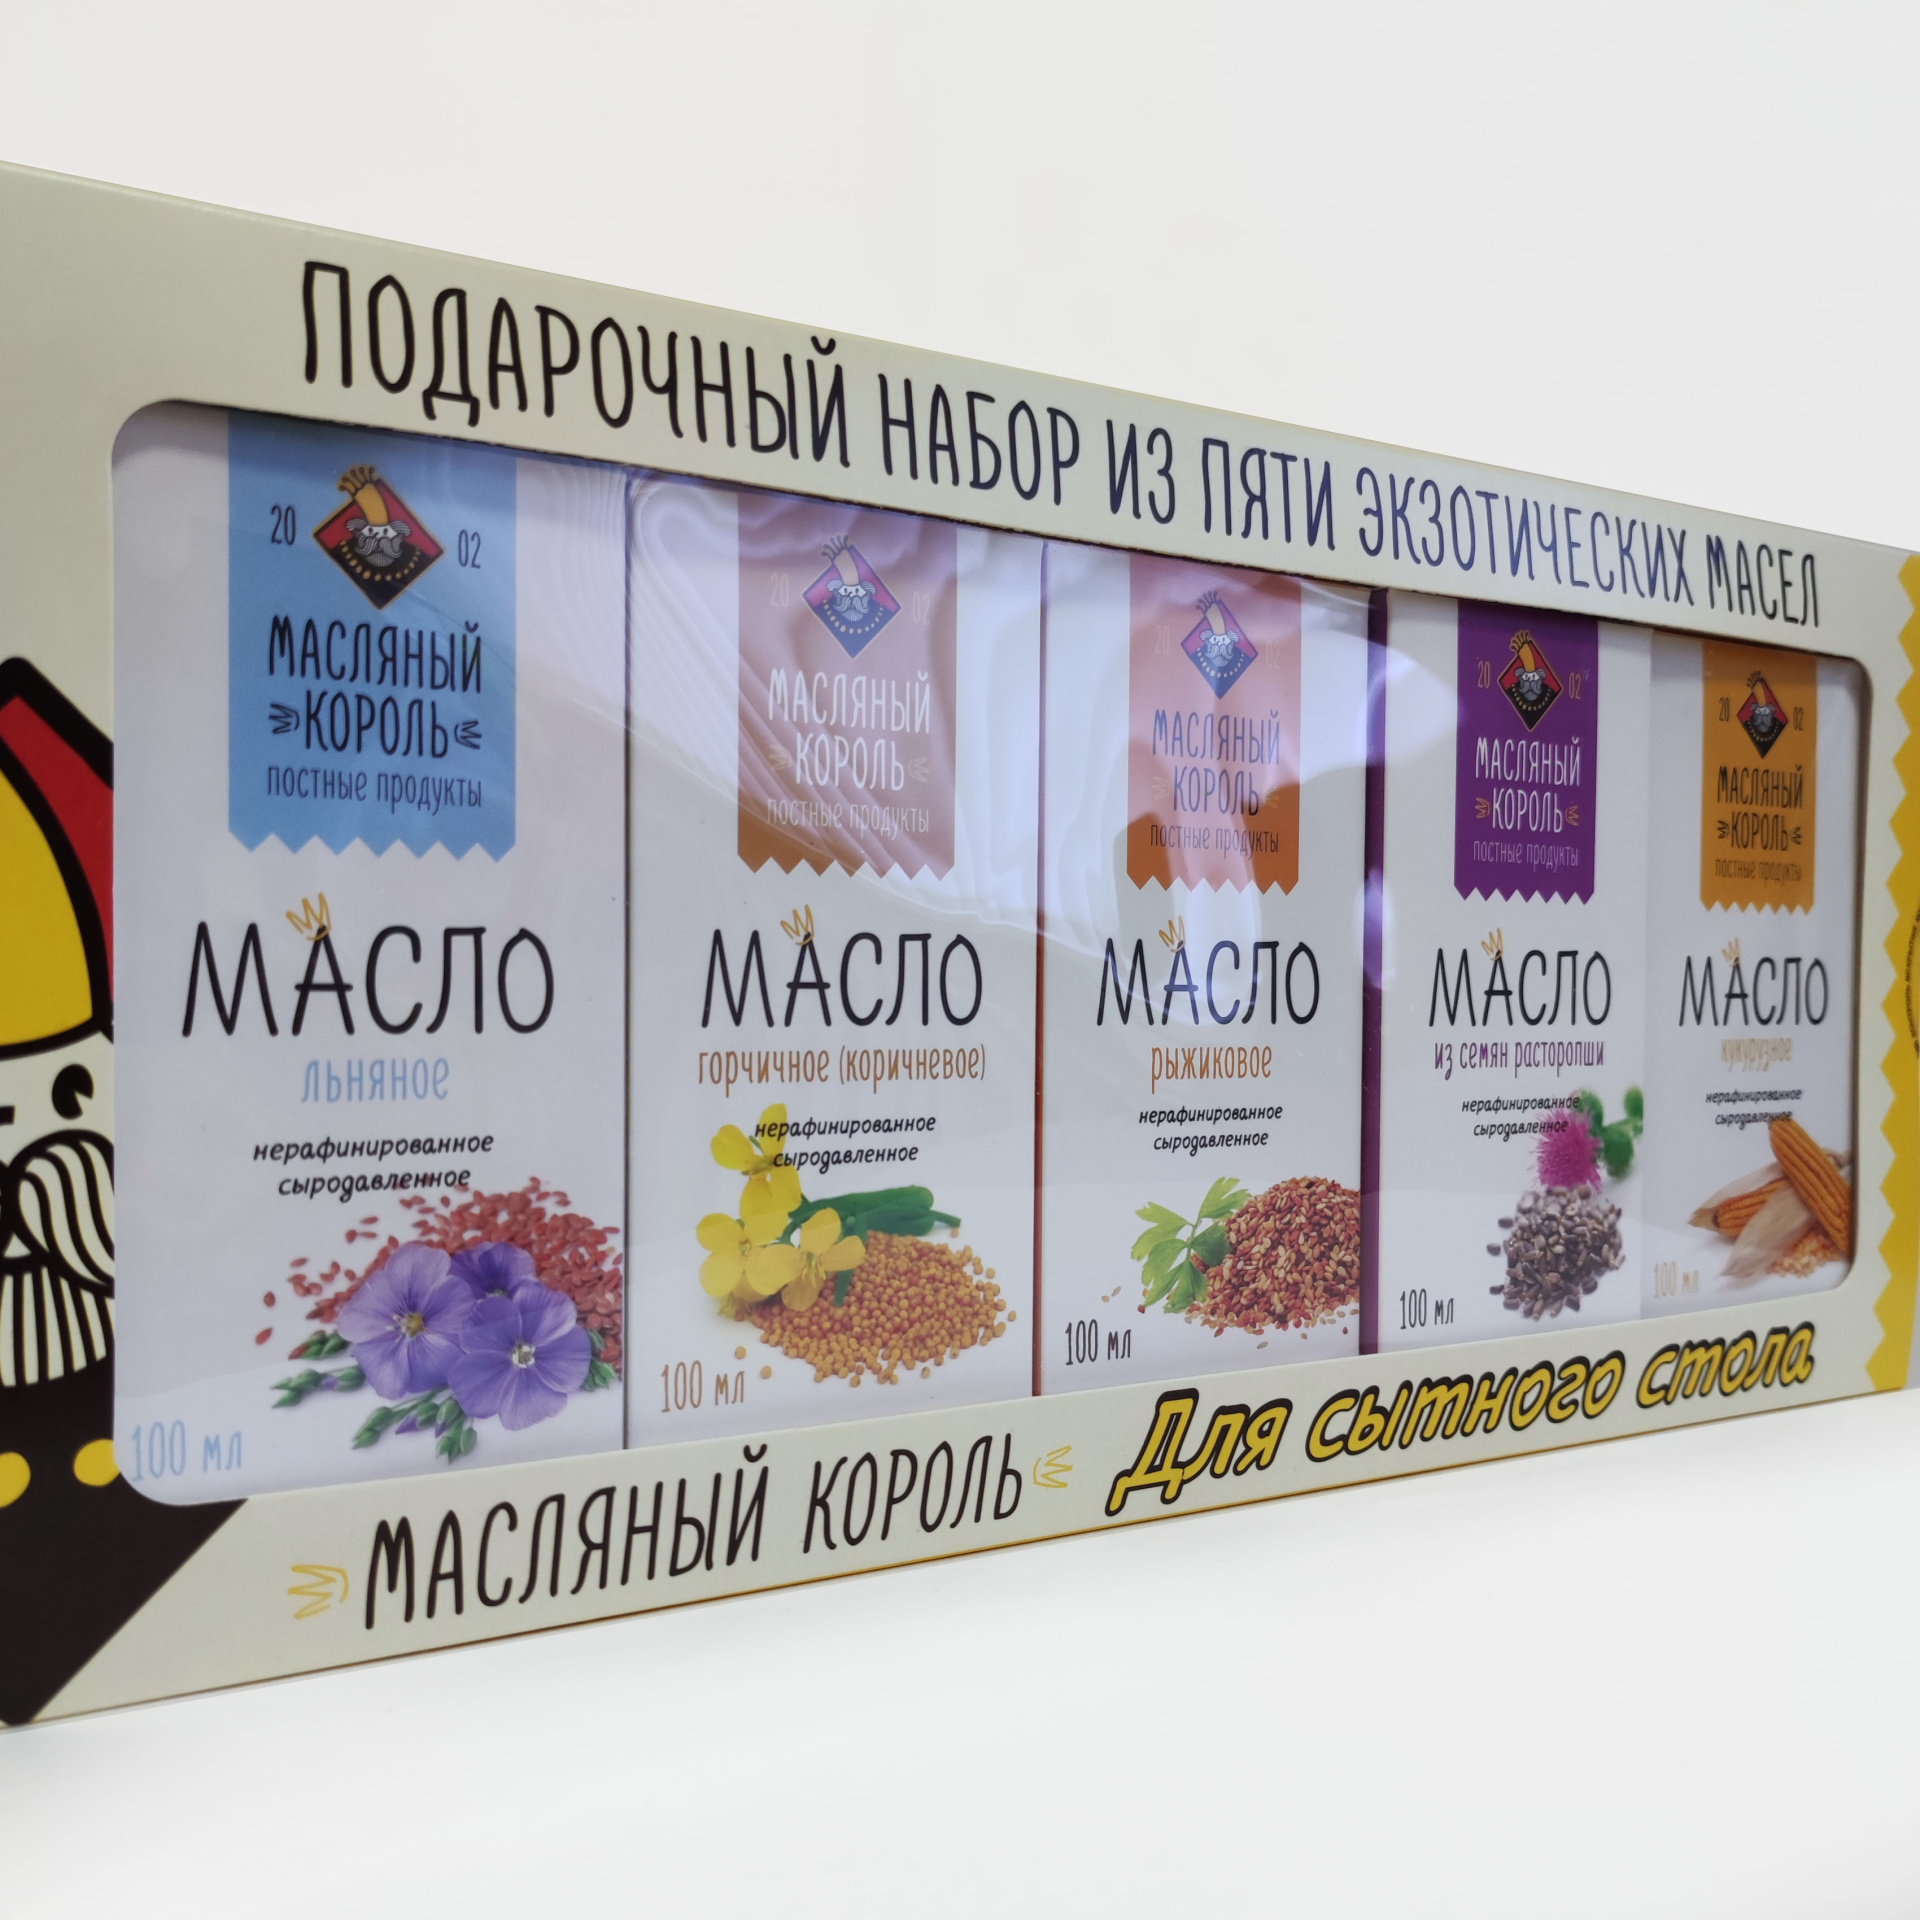 ПОДАРОЧНЫЙ НАБОР ИЗ ПЯТИ ЭКЗОТИЧЕСКИХ МАСЕЛ
20 02
МАСЛЯНЫЙ
КОРОЛЬ
постные продукты
МАСЛО
льняное
нерафинированное
сыродавленное
100 мл
20 02
МАСЛЯНЫЙ
КОРОЛЬ
постные продукты
МАСЛО
горчичное (коричневое)
нерафинированное
сыродавленное
100 мл
20 02
МАСЛЯНЫЙ
КОРОЛЬ
постные продукты
МАСЛО
рыжиковое
нерафинированное
сыродавленное
100 мл
20 02
МАСЛЯНЫЙ
КОРОЛЬ
постные продукты
МАСЛО
из семян расторопши
нерафинированное
сыродавленное
100 мл
20 02
МАСЛЯНЫЙ
КОРОЛЬ
постные продукты
МАСЛО
кукурузное
нерафинированное
сыродавленное
100 мл
МАСЛЯНЫЙ КОРОЛЬ Для сытного стола